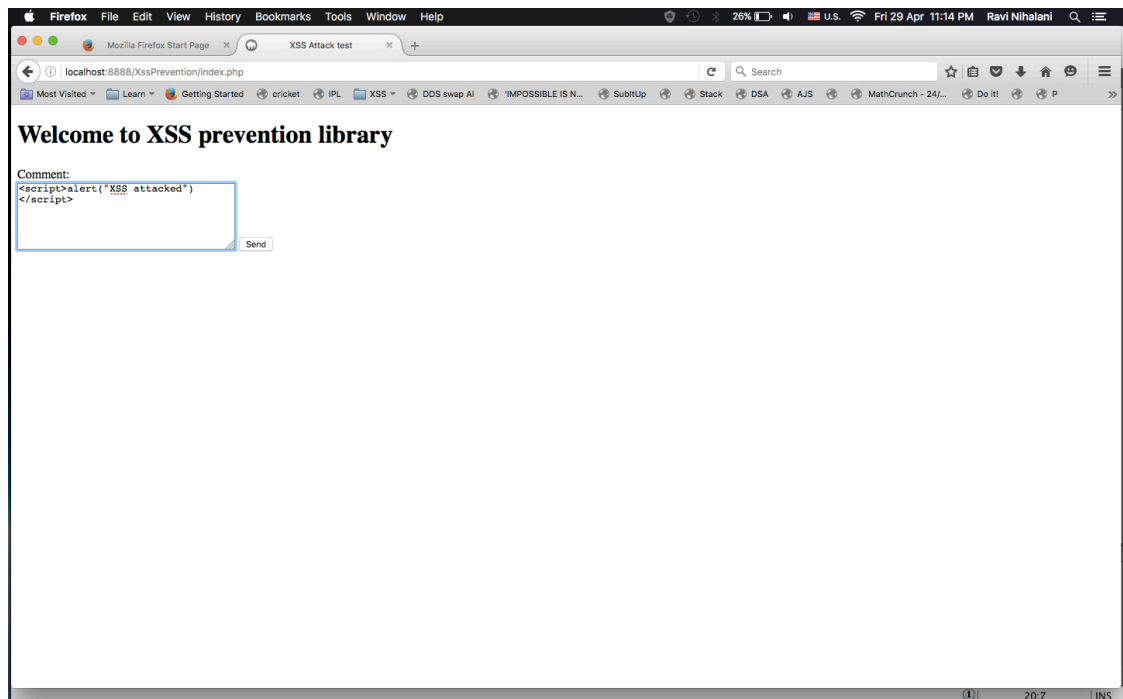 Firefox File Edit View History Bookmarks Tools Window Help 26% U.S. Fri 29 Apr 11:14 PM Ravi Nihalani
Mozilla Firefox Start Page × XSS Attack test × +
localhost:8888/XssPrevention/index.php Search
Most Visited Learn Getting Started cricket IPL XSS DDS swap AI 'IMPOSSIBLE IS N... SubItUp Stack DSA AJS MathCrunch - 24/... Do it! P »
Welcome to XSS prevention library
Comment:
<script>alert("XSS attacked")
</script>
Send
20:7 INS